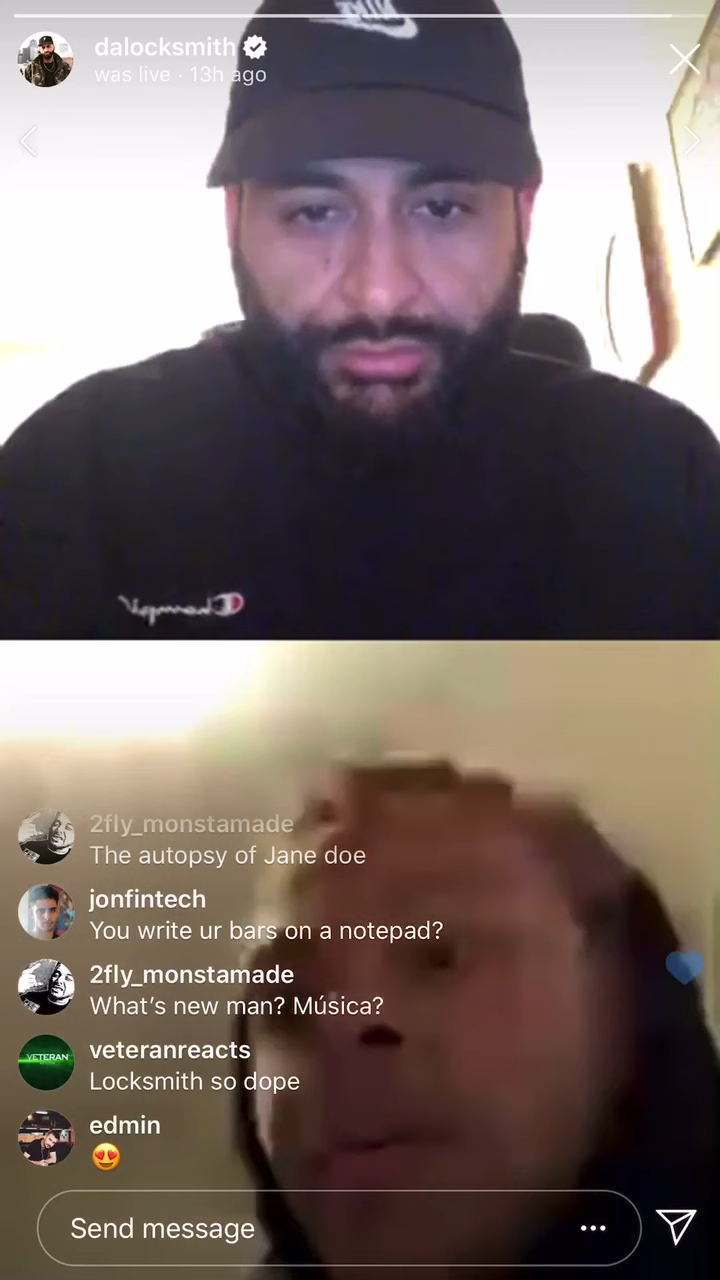 NIKE
dalocksmith
was live · 13h ago
Champion
2fly_monstamade
The autopsy of Jane doe
jonfintech
You write ur bars on a notepad?
2fly_monstamade
What's new man? Música?
VETERAN
veteranreacts
Locksmith so dope
edmin
😍
Send message